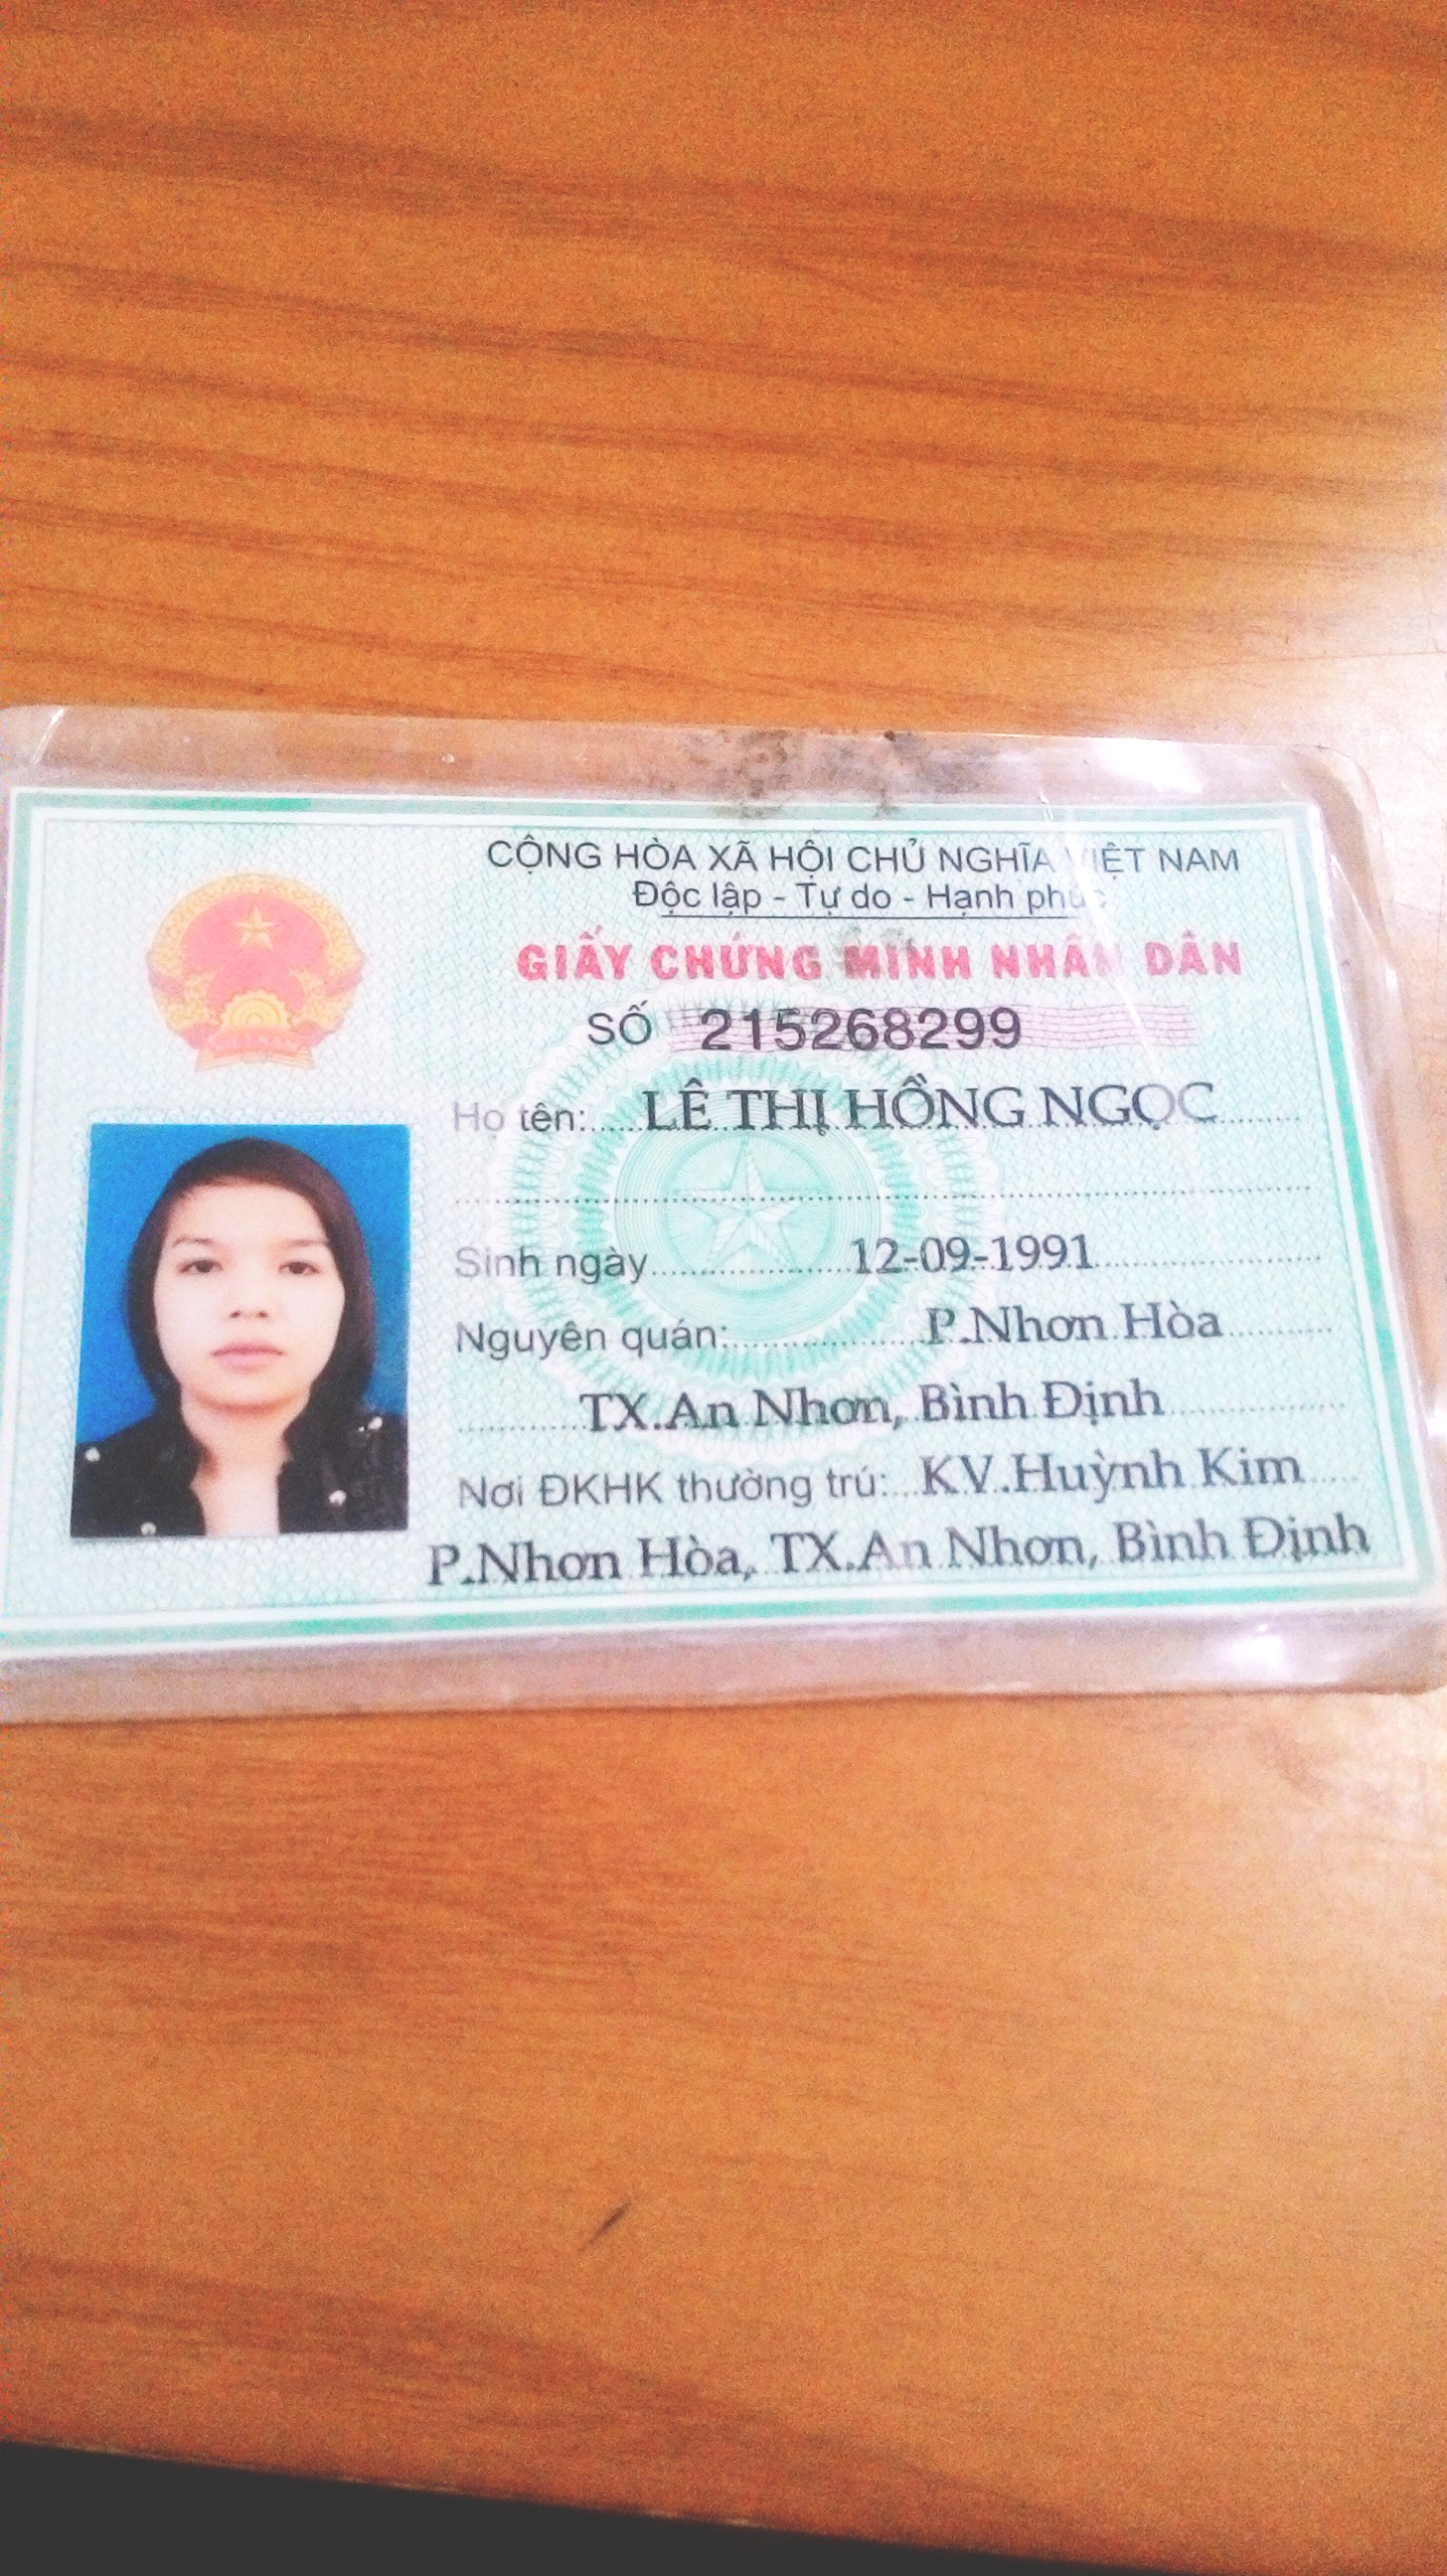 CỘNG HÒA XÃ HỘI CHỦ NGHĨA VIỆT NAM
Độc lập - Tự do - Hạnh phúc
GIẤY CHỨNG MINH NHÂN DÂN
SỐ 215268299
Họ tên: LÊ THỊ HỒNG NGỌC
Sinh ngày 12-09-1991
Nguyên quán: P.Nhơn Hòa
TX.An Nhơn, Bình Định
Nơi ĐKHK thường trú: KV.Huỳnh Kim
P.Nhơn Hòa, TX.An Nhơn, Bình Định